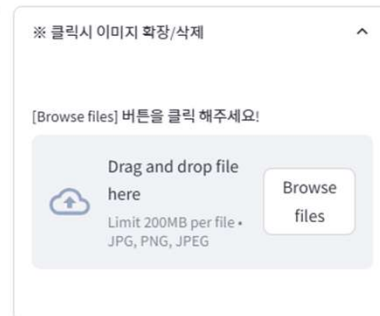 ※ 클릭시 이미지 확장/삭제
[Browse files] 버튼을 클릭 해주세요!
Drag and drop file
here
Limit 200MB per file •
JPG, PNG, JPEG
Browse
files